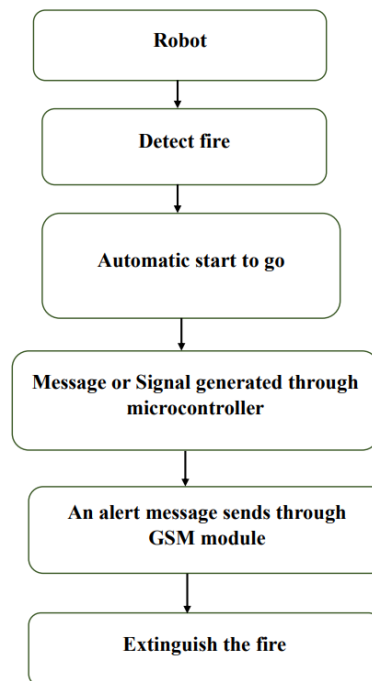 Robot
Detect fire
Automatic start to go
Message or Signal generated through
microcontroller
An alert message sends through
GSM module
Extinguish the fire